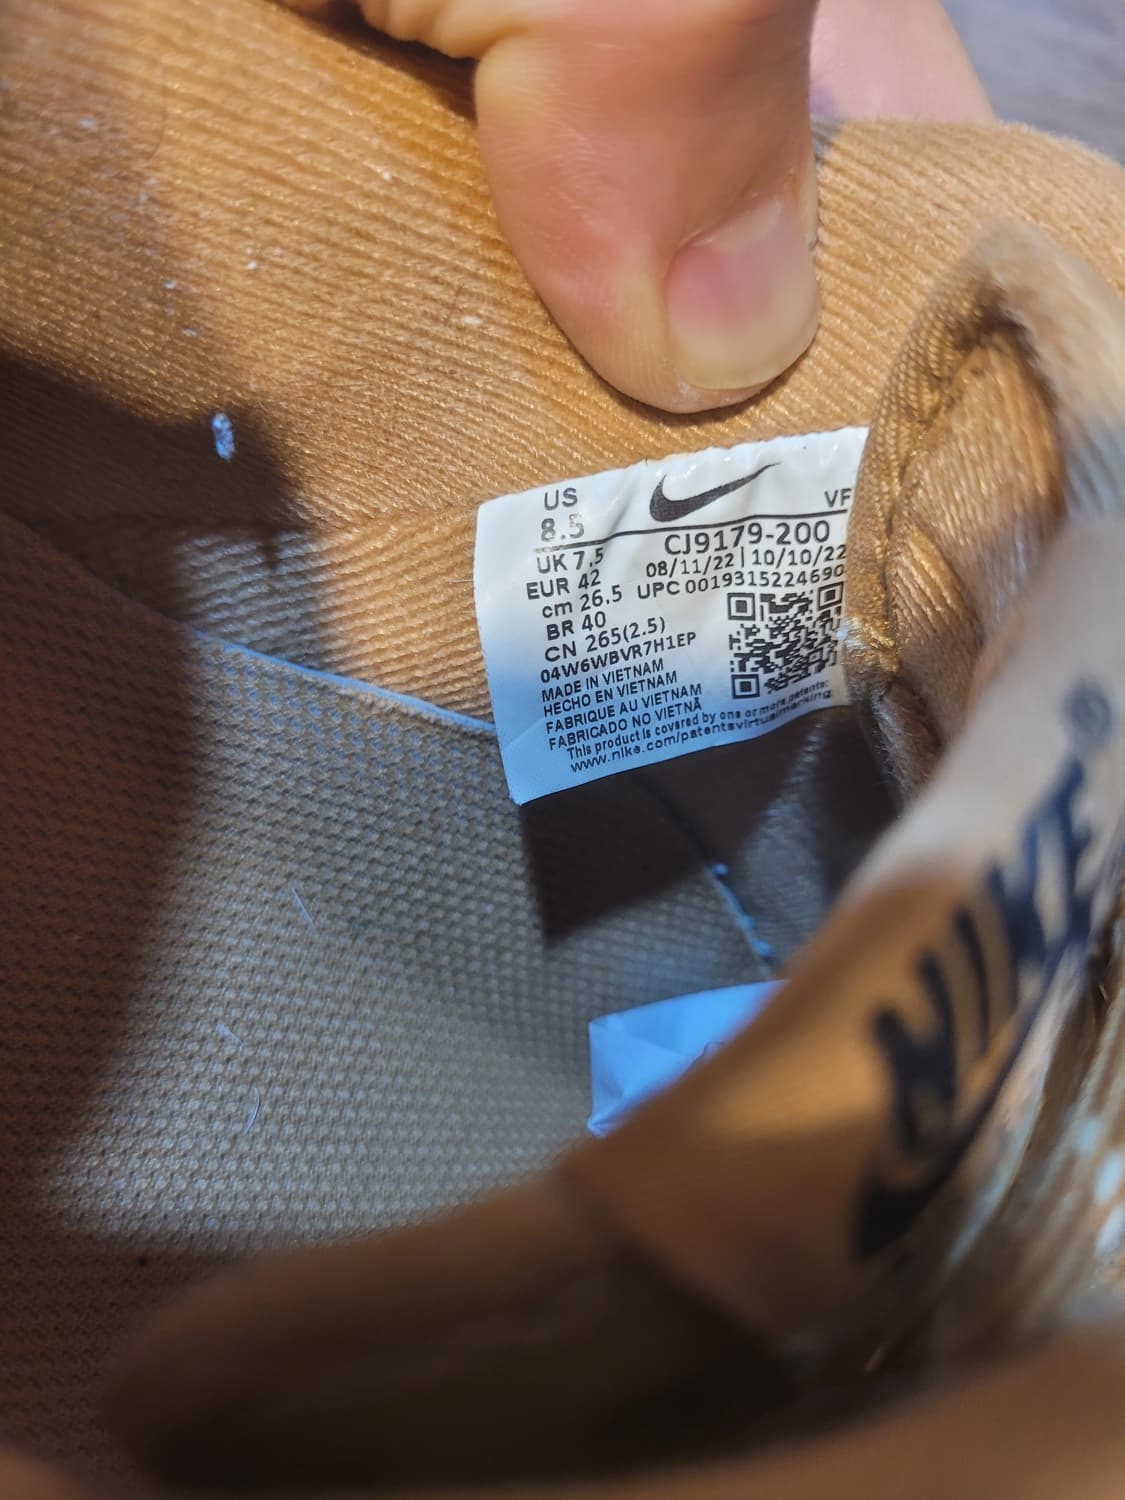 US
8.5
VF
UK 7.5
EUR 42
cm 26.5
BR 40
CN 265(2.5)
CJ9179-200
08/11/22 | 10/10/22
UPC 0019315224690
04W6WBVR7H1EP
MADE IN VIETNAM
HECHO EN VIETNAM
FABRIQUE AU VIETNAM
FABRICADO NO VIETNÃ
This product is covered by one or more patents:
www.nike.com/patentsvirtualmarking
NIKE®